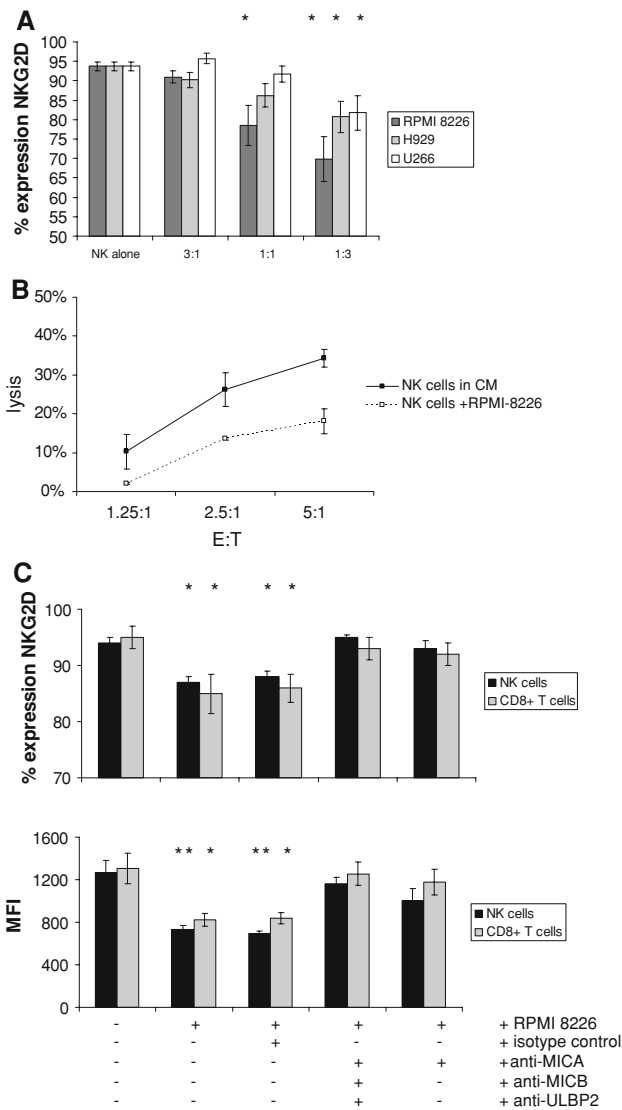 A
* * * *
% expression NKG2D
100
95
90
85
80
75
70
65
60
55
50
NK alone 3:1 1:1 1:3
RPMI 8226
H929
U266
B
lysis
50%
40%
30%
20%
10%
0%
1.25:1 2.5:1 5:1
E:T
NK cells in CM
NK cells +RPMI-8226
C
* * * *
% expression NKG2D
100
90
80
70
NK cells
CD8+ T cells
** * ** *
MFI
1600
1200
800
400
0
NK cells
CD8+ T cells
- + + + + + RPMI 8226
- - + - - + isotype control
- - - + + +anti-MICA
- - - + - + anti-MICB
- - - + - + anti-ULBP2